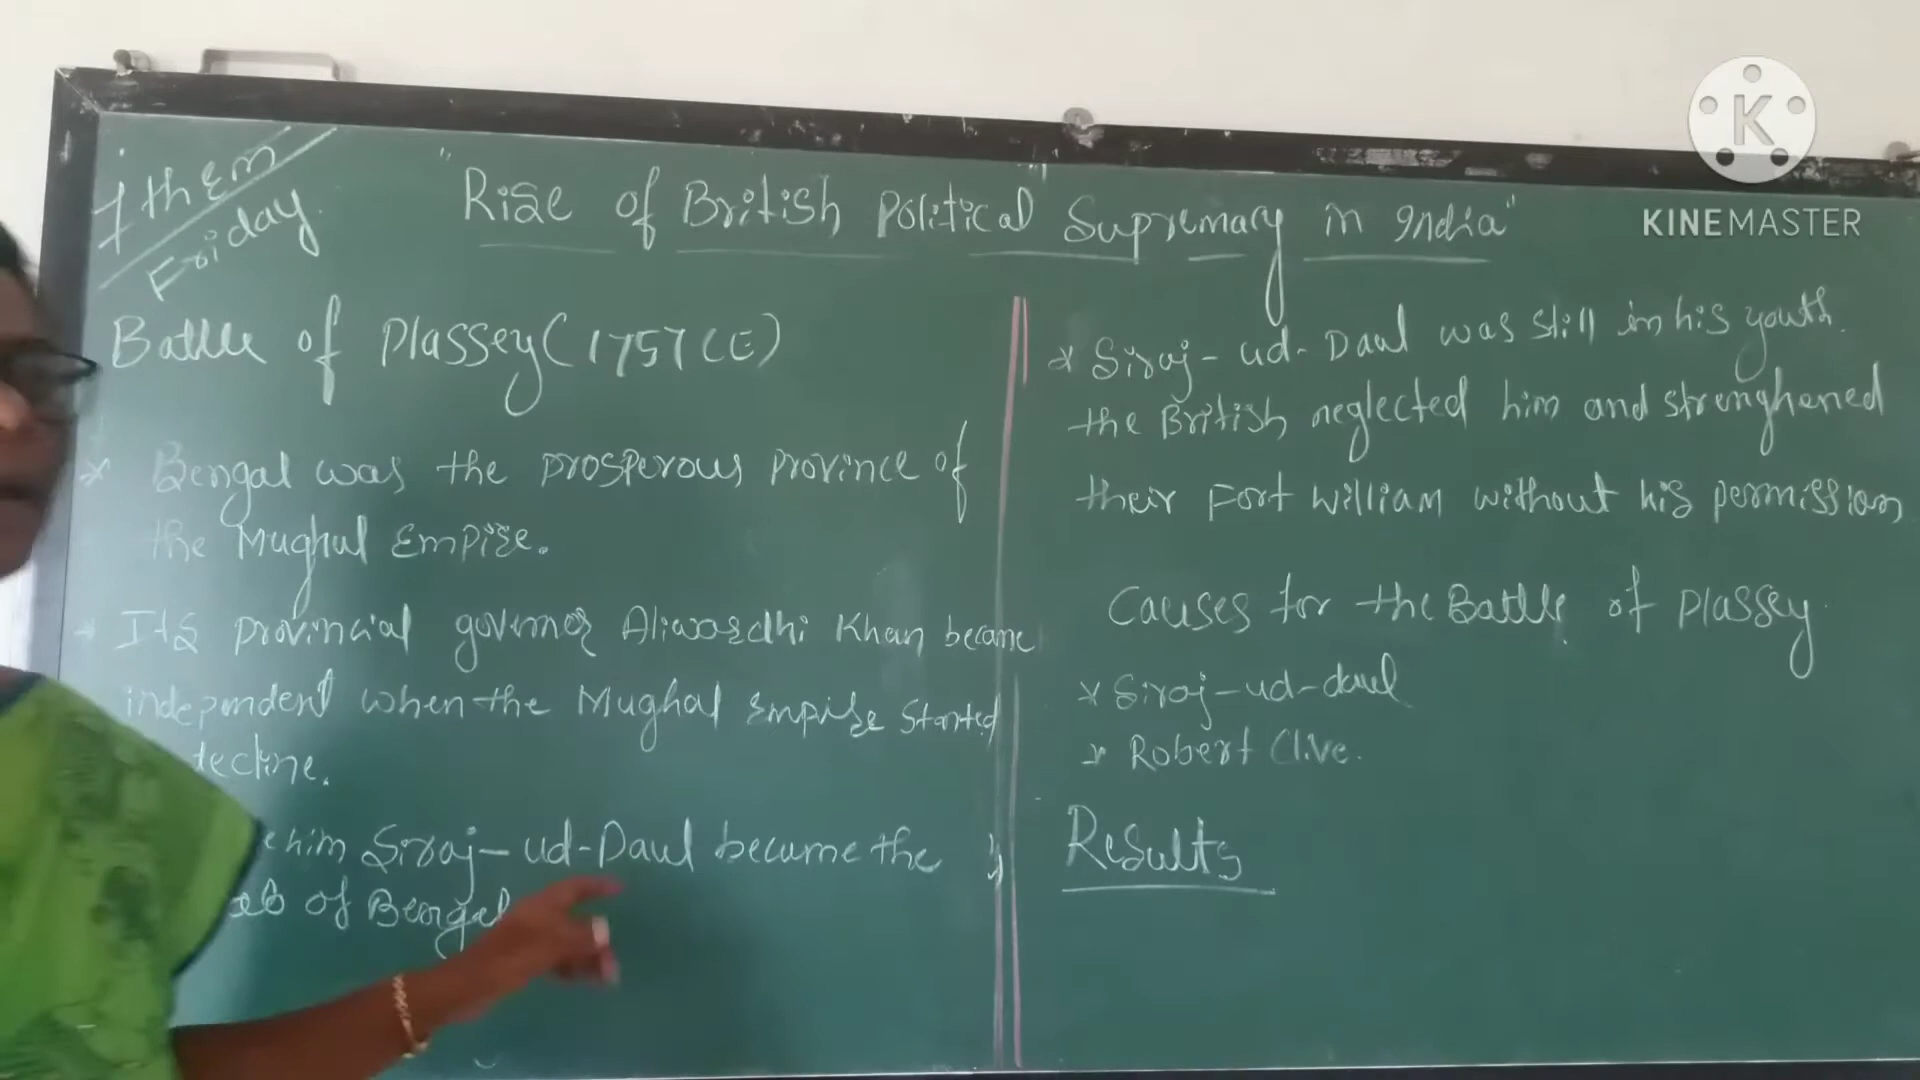 7th EM
Friday.
"Rise of British Political Supremacy in India"
Battle of Plassey (1757 CE)
* Bengal was the prosperous province of
the Mughal Empire.
* Its provincial governor Aliwardhi Khan became
independent when the Mughal Empire started
decline.
him Siraj-ud-Daul became the
of Bengal
* Siraj-ud-Daul was still in his youth.
the British neglected him and strenghened
their Fort William without his permission
Causes for the Battle of Plassey.
* Siraj-ud-daul
* Robert Clive.
Results
K
KINEMASTER